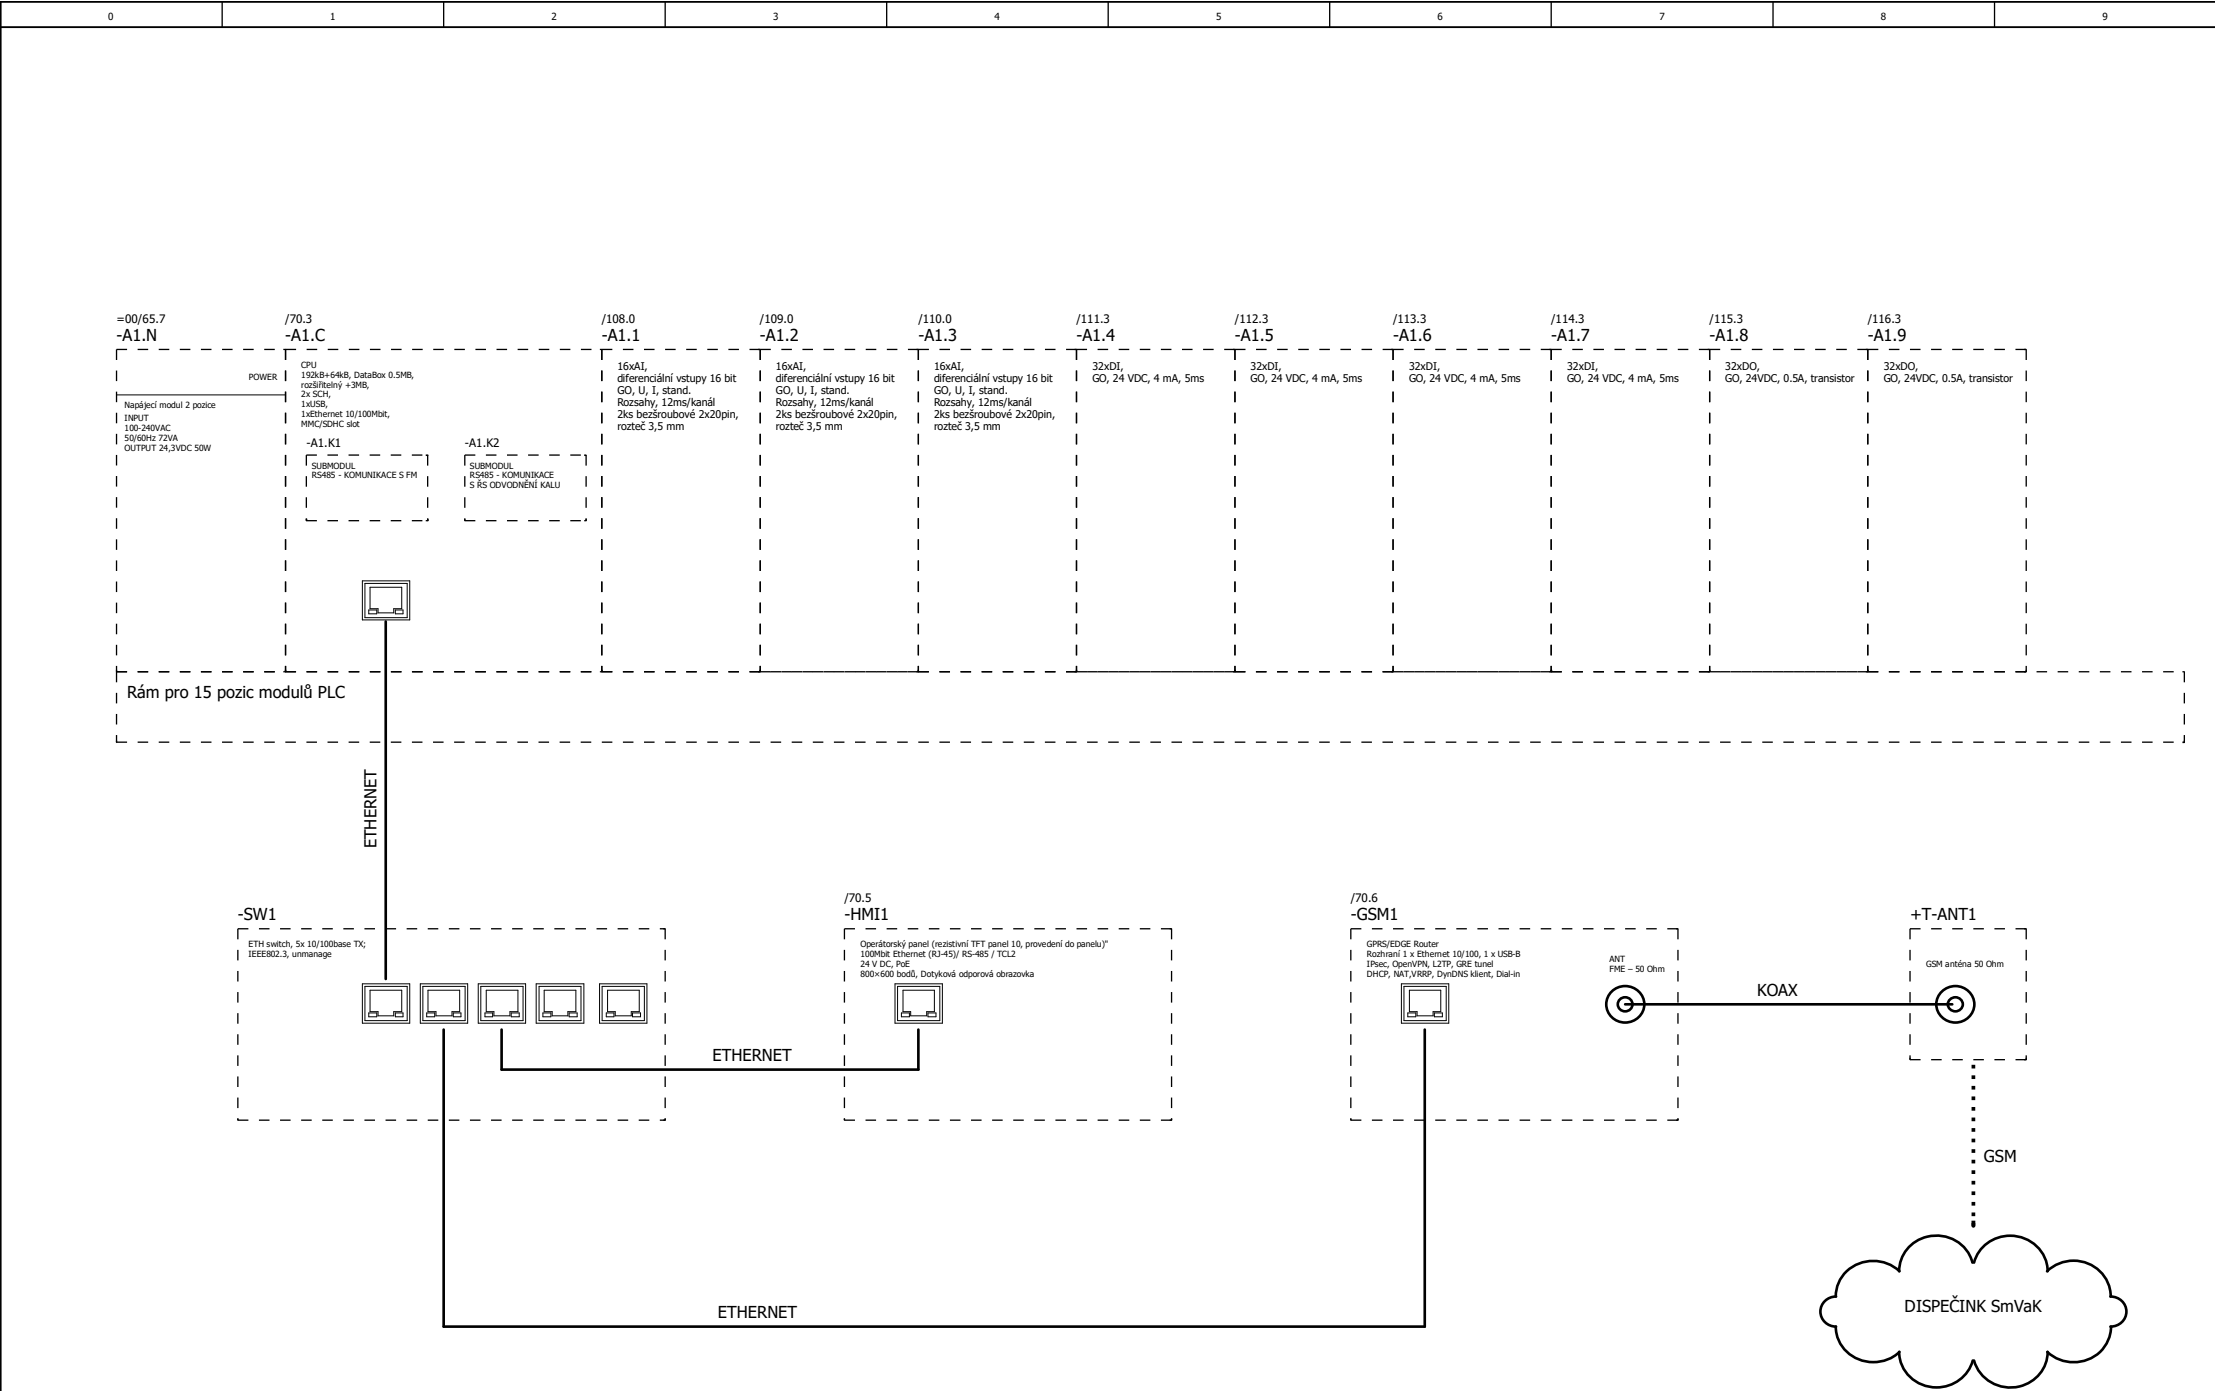 0 1 2 3 4 5 6 7 8 9
=00/65.7
-A1.N
POWER
Napájecí modul 2 pozice
INPUT
100-240VAC
50/60Hz 72VA
OUTPUT 24,3VDC 50W
/70.3
-A1.C
CPU
192kB+64kB, DataBox 0.5MB,
rozšiřitelný +3MB,
2x SCH,
1xUSB,
1xEthernet 10/100Mbit,
MMC/SDHC slot
-A1.K1
SUBMODUL
RS485 - KOMUNIKACE S FM
-A1.K2
SUBMODUL
RS485 - KOMUNIKACE
S ŘS ODVODNĚNÍ KALU
/108.0
-A1.1
16xAI,
diferenciální vstupy 16 bit
GO, U, I, stand.
Rozsahy, 12ms/kanál
2ks bezšroubové 2x20pin,
rozteč 3,5 mm
/109.0
-A1.2
16xAI,
diferenciální vstupy 16 bit
GO, U, I, stand.
Rozsahy, 12ms/kanál
2ks bezšroubové 2x20pin,
rozteč 3,5 mm
/110.0
-A1.3
16xAI,
diferenciální vstupy 16 bit
GO, U, I, stand.
Rozsahy, 12ms/kanál
2ks bezšroubové 2x20pin,
rozteč 3,5 mm
/111.3
-A1.4
32xDI,
GO, 24 VDC, 4 mA, 5ms
/112.3
-A1.5
32xDI,
GO, 24 VDC, 4 mA, 5ms
/113.3
-A1.6
32xDI,
GO, 24 VDC, 4 mA, 5ms
/114.3
-A1.7
32xDI,
GO, 24 VDC, 4 mA, 5ms
/115.3
-A1.8
32xDO,
GO, 24VDC, 0.5A, transistor
/116.3
-A1.9
32xDO,
GO, 24VDC, 0.5A, transistor
Rám pro 15 pozic modulů PLC
ETHERNET
-SW1
ETH switch, 5x 10/100base TX;
IEEE802.3, unmanage
/70.5
-HMI1
Operátorský panel (rezistivní TFT panel 10, provedení do panelu)"
100Mbit Ethernet (RJ-45)/ RS-485 / TCL2
24 V DC, PoE
800×600 bodů, Dotyková odporová obrazovka
/70.6
-GSM1
GPRS/EDGE Router
Rozhraní 1 x Ethernet 10/100, 1 x USB-B
IPsec, OpenVPN, L2TP, GRE tunel
DHCP, NAT,VRRP, DynDNS klient, Dial-in
ANT
FME – 50 Ohm
KOAX
+T-ANT1
GSM anténa 50 Ohm
ETHERNET
GSM
ETHERNET
DISPEČINK SmVaK